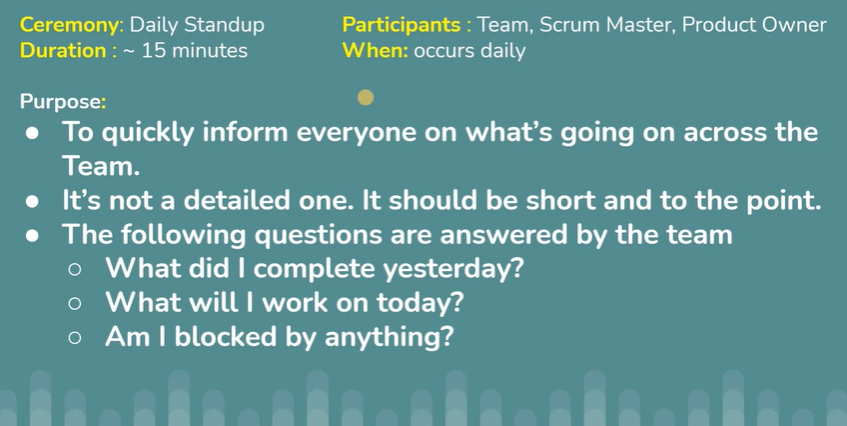 Ceremony: Daily Standup
Participants : Team, Scrum Master, Product Owner
Duration : ~ 15 minutes
When: occurs daily
Purpose:
● To quickly inform everyone on what's going on across the
Team.
● It's not a detailed one. It should be short and to the point.
● The following questions are answered by the team
○ What did I complete yesterday?
○ What will I work on today?
○ Am I blocked by anything?